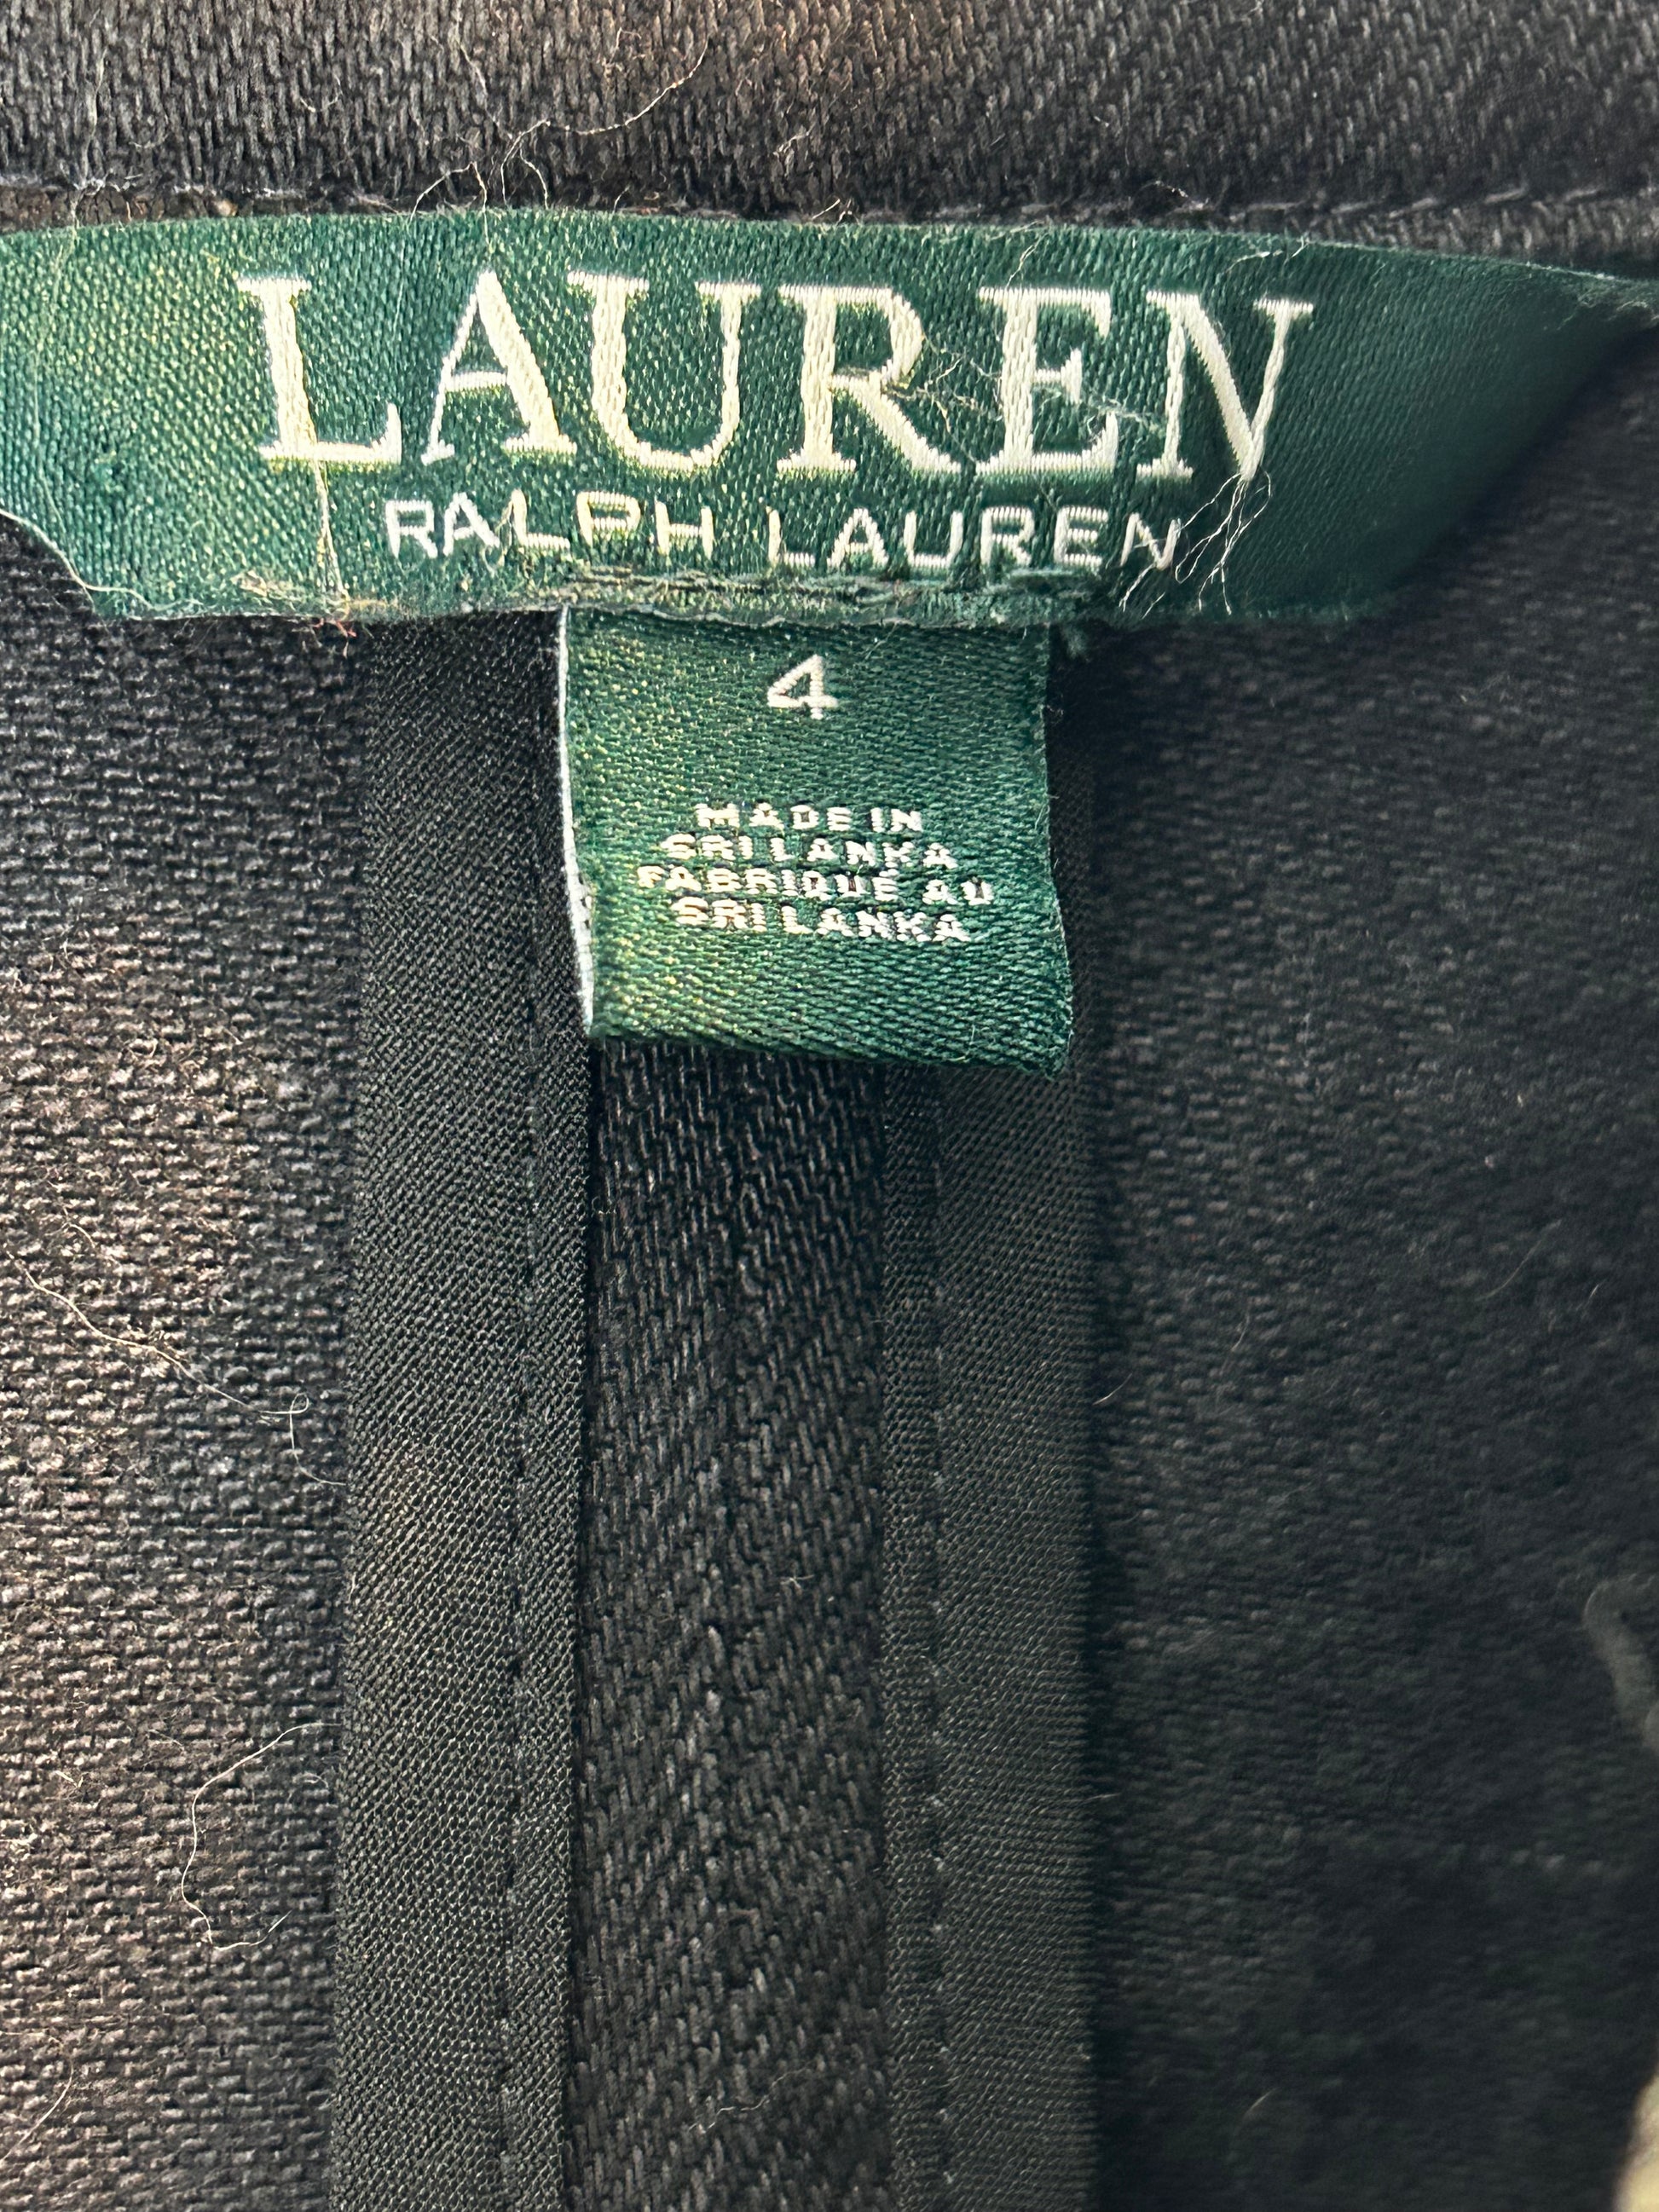 LAUREN
RALPH LAUREN
4
MADE IN
SRI LANKA
FABRIQUÉ AU
SRI LANKA